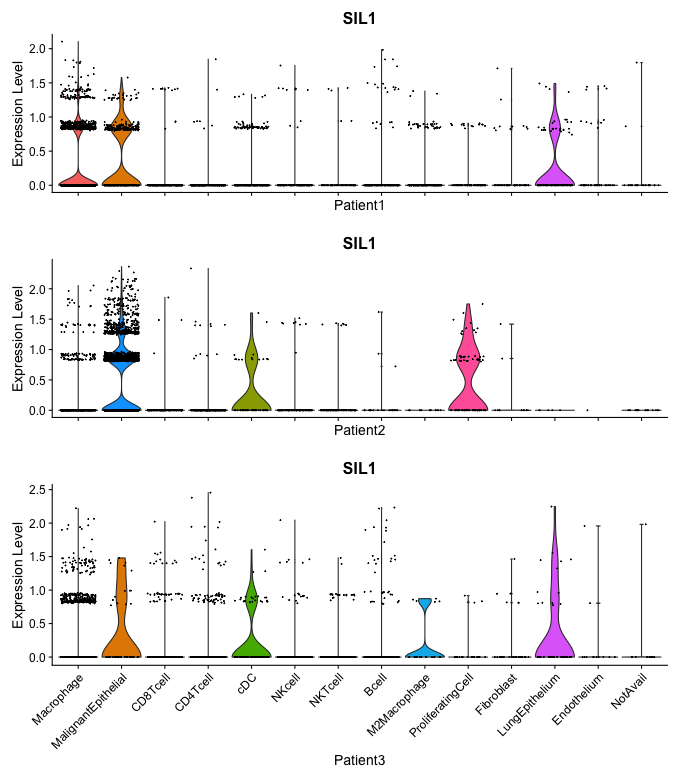 SIL1
Expression Level
2.0
1.5
1.0
0.5
0.0
Patient1
SIL1
Expression Level
2.0
1.5
1.0
0.5
0.0
Patient2
SIL1
Expression Level
2.5
2.0
1.5
1.0
0.5
0.0
Macrophage
MalignantEpithelial
CD8Tcell
CD4Tcell
cDC
NKcell
NKTcell
Bcell
M2Macrophage
ProliferatingCell
Fibroblast
LungEpithelium
Endothelium
NotAvail
Patient3